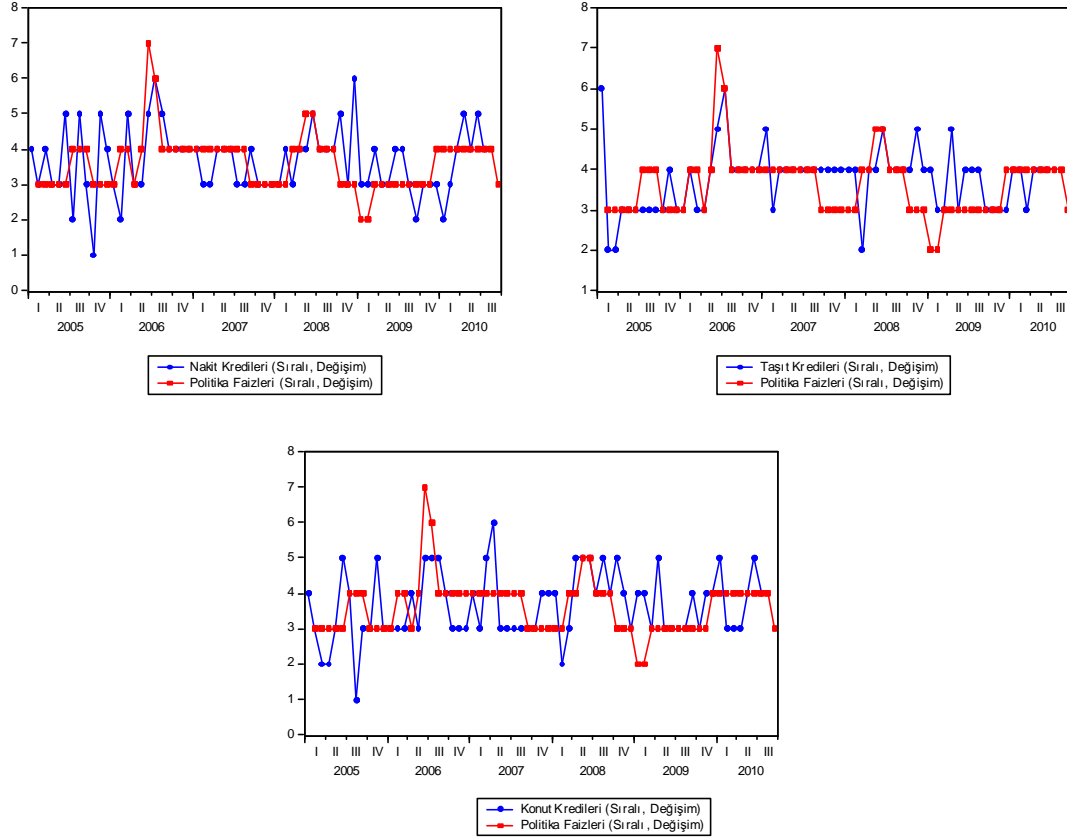 8
7
6
5
4
3
2
1
0
I II III IV I II III IV I II III IV I II III IV I II III IV I II III
2005 2006 2007 2008 2009 2010
Nakit Kredileri (Sıralı, Değişim)
Politika Faizleri (Sıralı, Değişim)
8
7
6
5
4
3
2
1
I II III IV I II III IV I II III IV I II III IV I II III IV I II III
2005 2006 2007 2008 2009 2010
Taşıt Kredileri (Sıralı, Değişim)
Politika Faizleri (Sıralı, Değişim)
8
7
6
5
4
3
2
1
0
I II III IV I II III IV I II III IV I II III IV I II III IV I II III
2005 2006 2007 2008 2009 2010
Konut Kredileri (Sıralı, Değişim)
Politika Faizleri (Sıralı, Değişim)